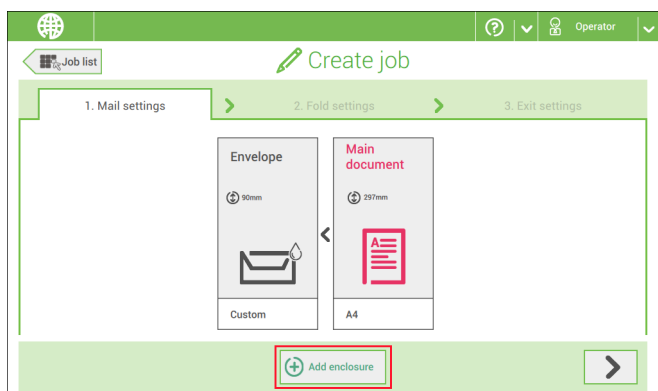 Operator
Job list
Create job
1. Mail settings
2. Fold settings
3. Exit settings
Envelope
90mm
Custom
Main
document
297mm
A
A4
Add enclosure